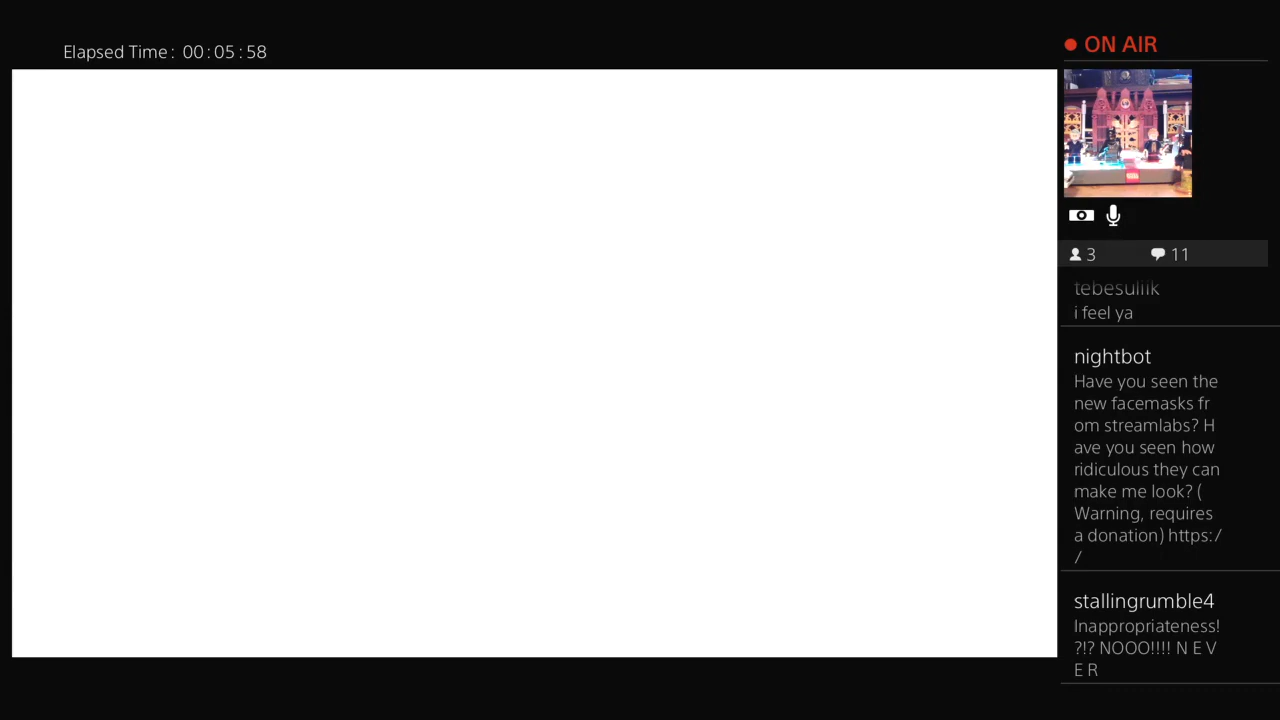 Elapsed Time: 00:05:58
ON AIR
3 11
tebesuliik
i feel ya
nightbot
Have you seen the
new facemasks fr
om streamlabs? H
ave you seen how
ridiculous they can
make me look? (
Warning, requires
a donation) https:/
/
stallingrumble4
Inappropriateness!
?!? NOOO!!!! N E V
E R